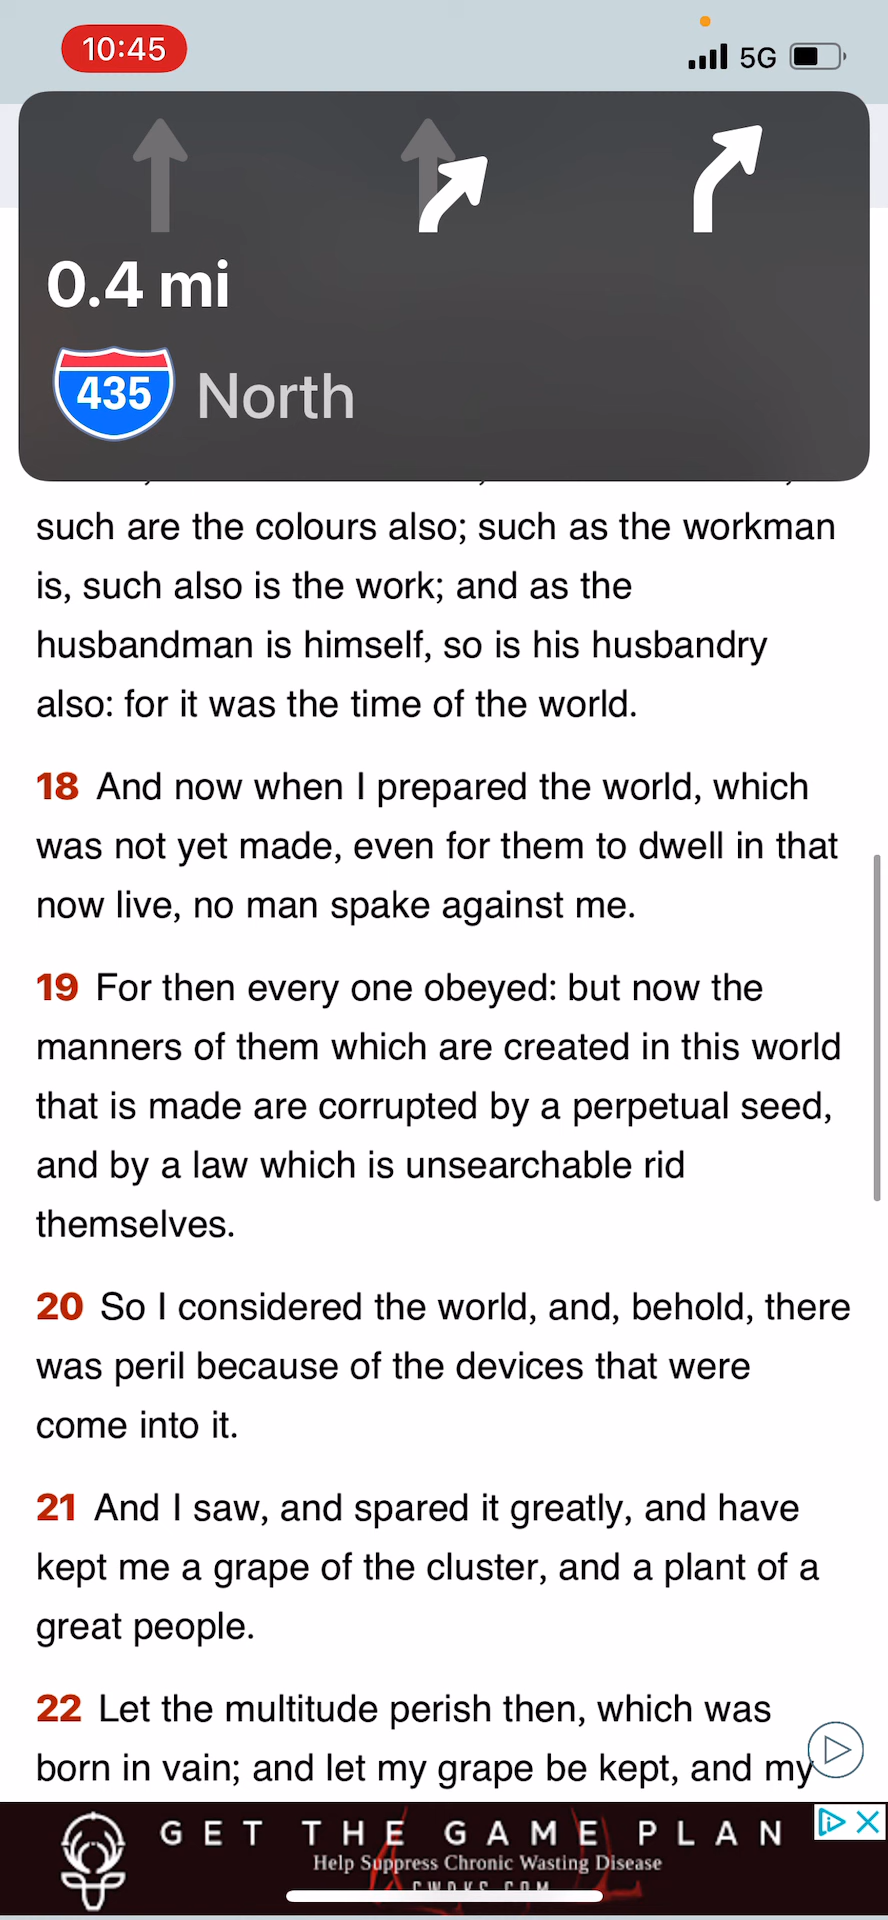 10:45
5G
0.4 mi
435 North
such are the colours also; such as the workman
is, such also is the work; and as the
husbandman is himself, so is his husbandry
also: for it was the time of the world.
18 And now when I prepared the world, which
was not yet made, even for them to dwell in that
now live, no man spake against me.
19 For then every one obeyed: but now the
manners of them which are created in this world
that is made are corrupted by a perpetual seed,
and by a law which is unsearchable rid
themselves.
20 So I considered the world, and, behold, there
was peril because of the devices that were
come into it.
21 And I saw, and spared it greatly, and have
kept me a grape of the cluster, and a plant of a
great people.
22 Let the multitude perish then, which was
born in vain; and let my grape be kept, and my
GET THE GAME PLAN
Help Suppress Chronic Wasting Disease